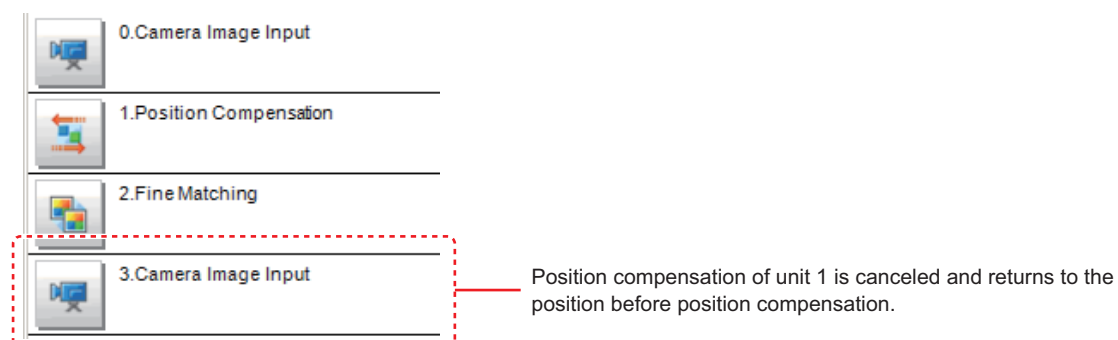 0.Camera Image Input
1.Position Compensation
2.Fine Matching
3.Camera Image Input
Position compensation of unit 1 is canceled and returns to the
position before position compensation.